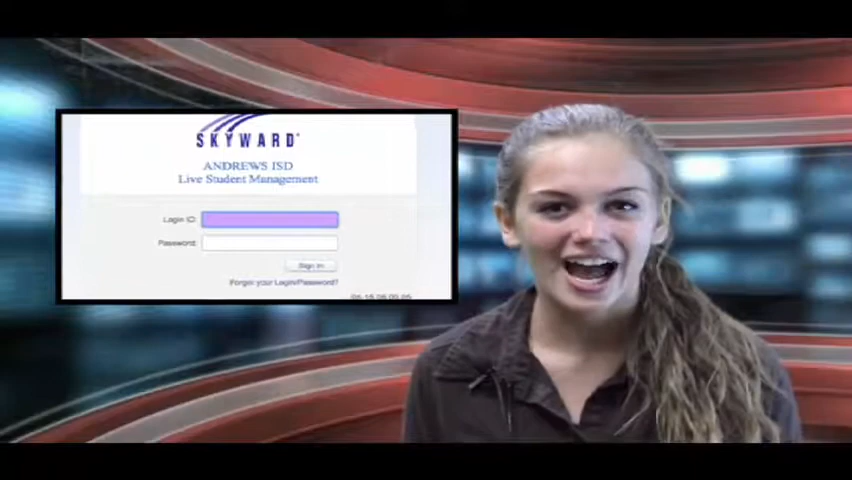 SKYWARD
ANDREWS ISD
Live Student Management
Login ID:
Password:
Sign In
Forgot your Login/Password?